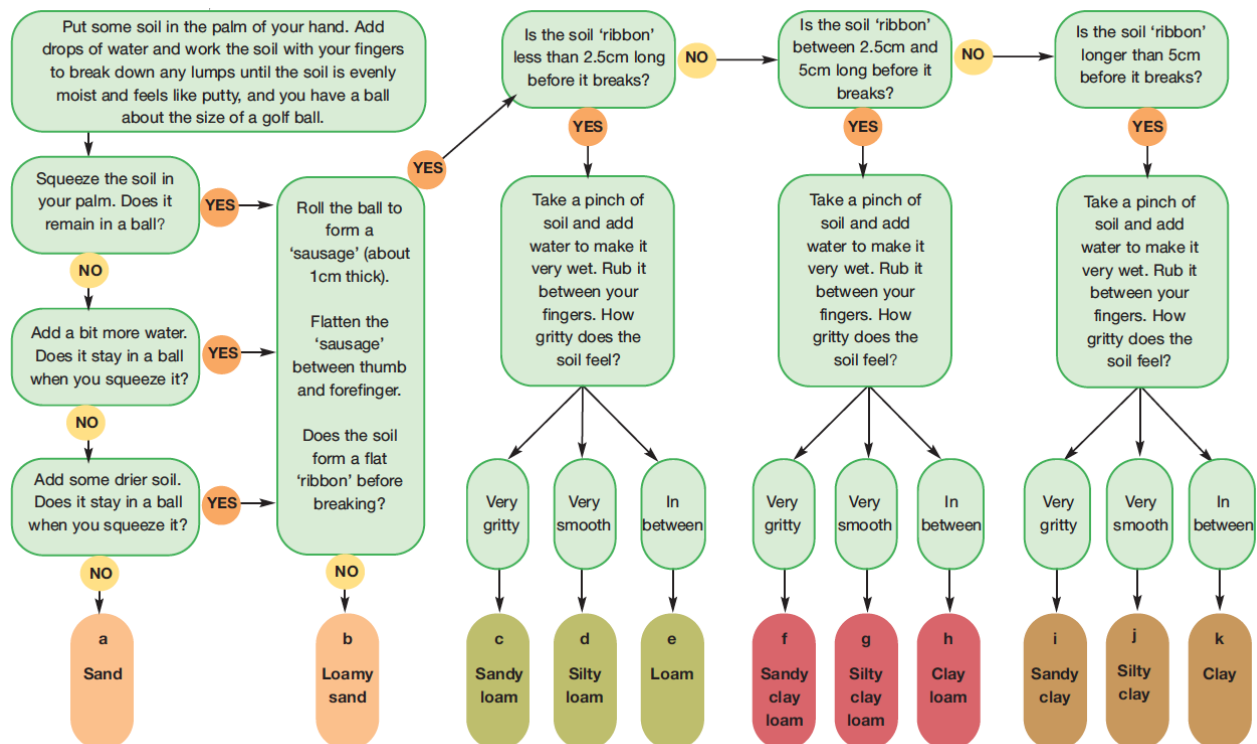 Put some soil in the palm of your hand. Add
drops of water and work the soil with your fingers
to break down any lumps until the soil is evenly
moist and feels like putty, and you have a ball
about the size of a golf ball.
Squeeze the soil in
your palm. Does it
remain in a ball?
YES
NO
Add a bit more water.
Does it stay in a ball
when you squeeze it?
YES
NO
Add some drier soil.
Does it stay in a ball
when you squeeze it?
YES
NO
a
Sand
Roll the ball to
form a
‘sausage’ (about
1cm thick).
Flatten the
‘sausage’
between thumb
and forefinger.
Does the soil
form a flat
‘ribbon’ before
breaking?
YES
NO
b
Loamy
sand
Is the soil ‘ribbon’
less than 2.5cm long
before it breaks?
NO
YES
Take a pinch of
soil and add
water to make it
very wet. Rub it
between your
fingers. How
gritty does the
soil feel?
Very
gritty
Very
smooth
In
between
c
Sandy
loam
d
Silty
loam
e
Loam
Is the soil ‘ribbon’
between 2.5cm and
5cm long before it
breaks?
NO
YES
Take a pinch of
soil and add
water to make it
very wet. Rub it
between your
fingers. How
gritty does the
soil feel?
Very
gritty
Very
smooth
In
between
f
Sandy
clay
loam
g
Silty
clay
loam
h
Clay
loam
Is the soil ‘ribbon’
longer than 5cm
before it breaks?
YES
Take a pinch of
soil and add
water to make it
very wet. Rub it
between your
fingers. How
gritty does the
soil feel?
Very
gritty
Very
smooth
In
between
i
Sandy
clay
j
Silty
clay
k
Clay